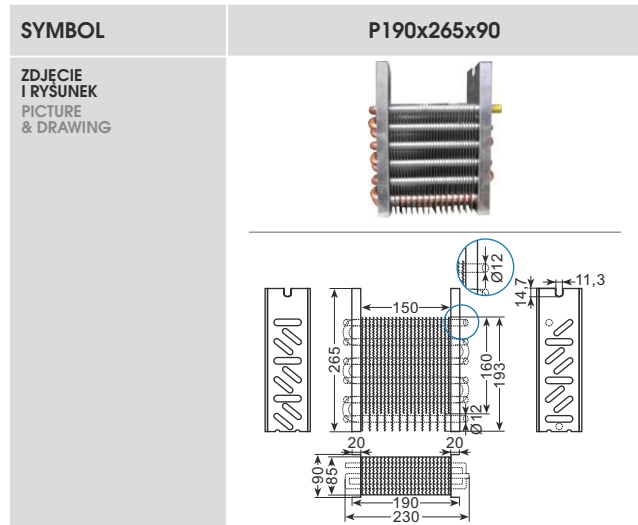 SYMBOL
P190x265x90
ZDJĘCIE
I RYSUNEK
PICTURE
& DRAWING
Ø12
14,7
11,3
150
265
160
193
Ø12
20
20
90
85
190
230